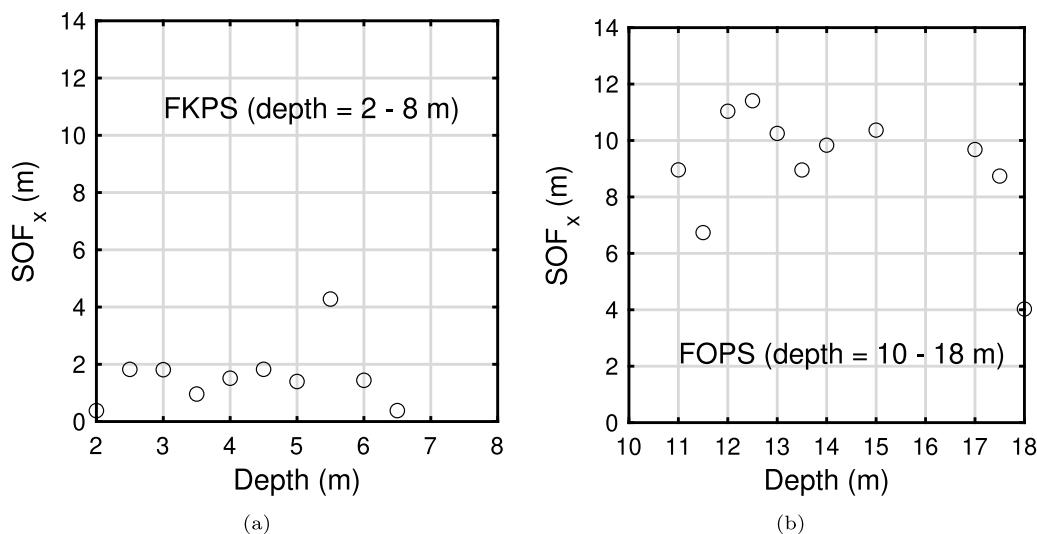 14
12
FKPS (depth = 2 - 8 m)
10
8
6
4
2
0
SOFₓ (m)
2 3 4 5 6 7 8
Depth (m)
(a)
14
12
10
8
6
4
FOPS (depth = 10 - 18 m)
2
0
SOFₓ (m)
10 11 12 13 14 15 16 17 18
Depth (m)
(b)